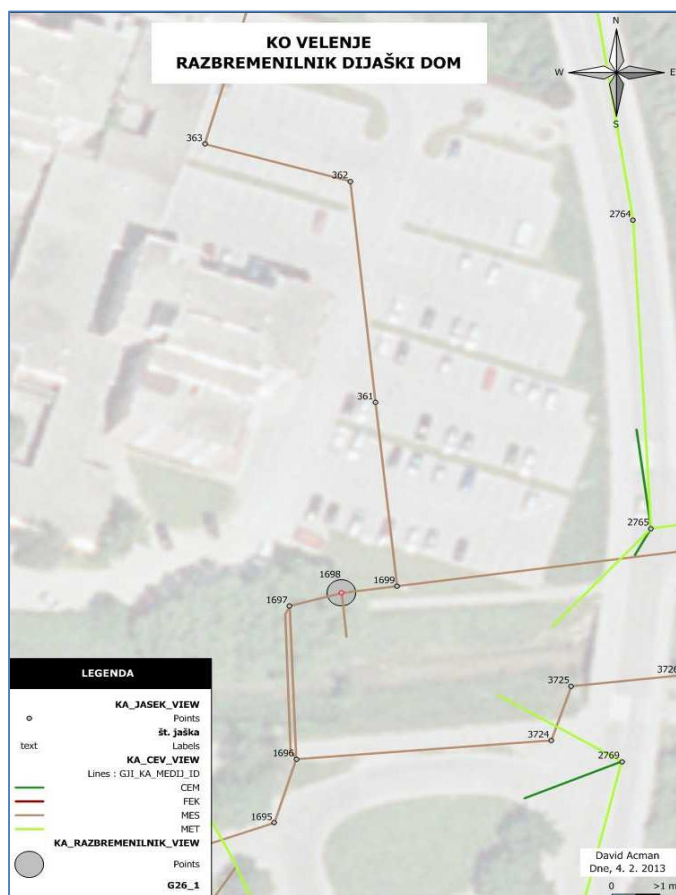 KO VELENJE
RAZBREMENILNIK DIJAŠKI DOM
N
W E
S
363
362
2764
361
2765
1698
1699
1697
3725
3726
3724
1696
2769
1695
LEGENDA
KA_JASEK_VIEW
Points
št. jaška
text Labels
KA_CEV_VIEW
Lines : GJI_KA_MEDIJ_ID
CEM
FEK
MES
MET
KA_RAZBREMENILNIK_VIEW
Points
G26_1
David Acman
Dne, 4. 2. 2013
0 >1 m